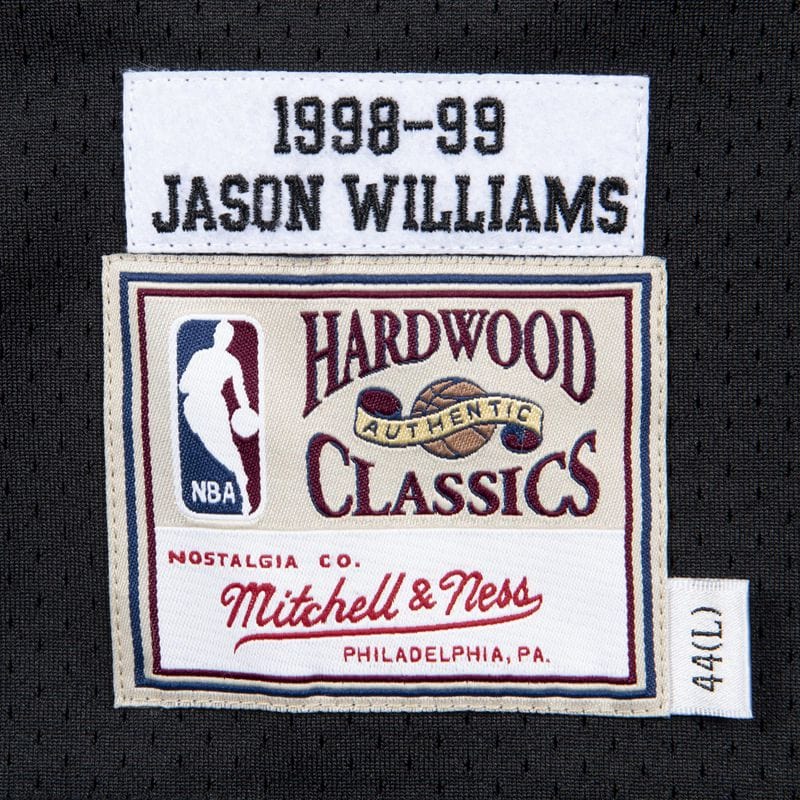 1998-99
JASON WILLIAMS
HARDWOOD
AUTHENTIC
CLASSICS
NBA
NOSTALGIA CO.
Mitchell & Ness
PHILADELPHIA, PA.
44(L)